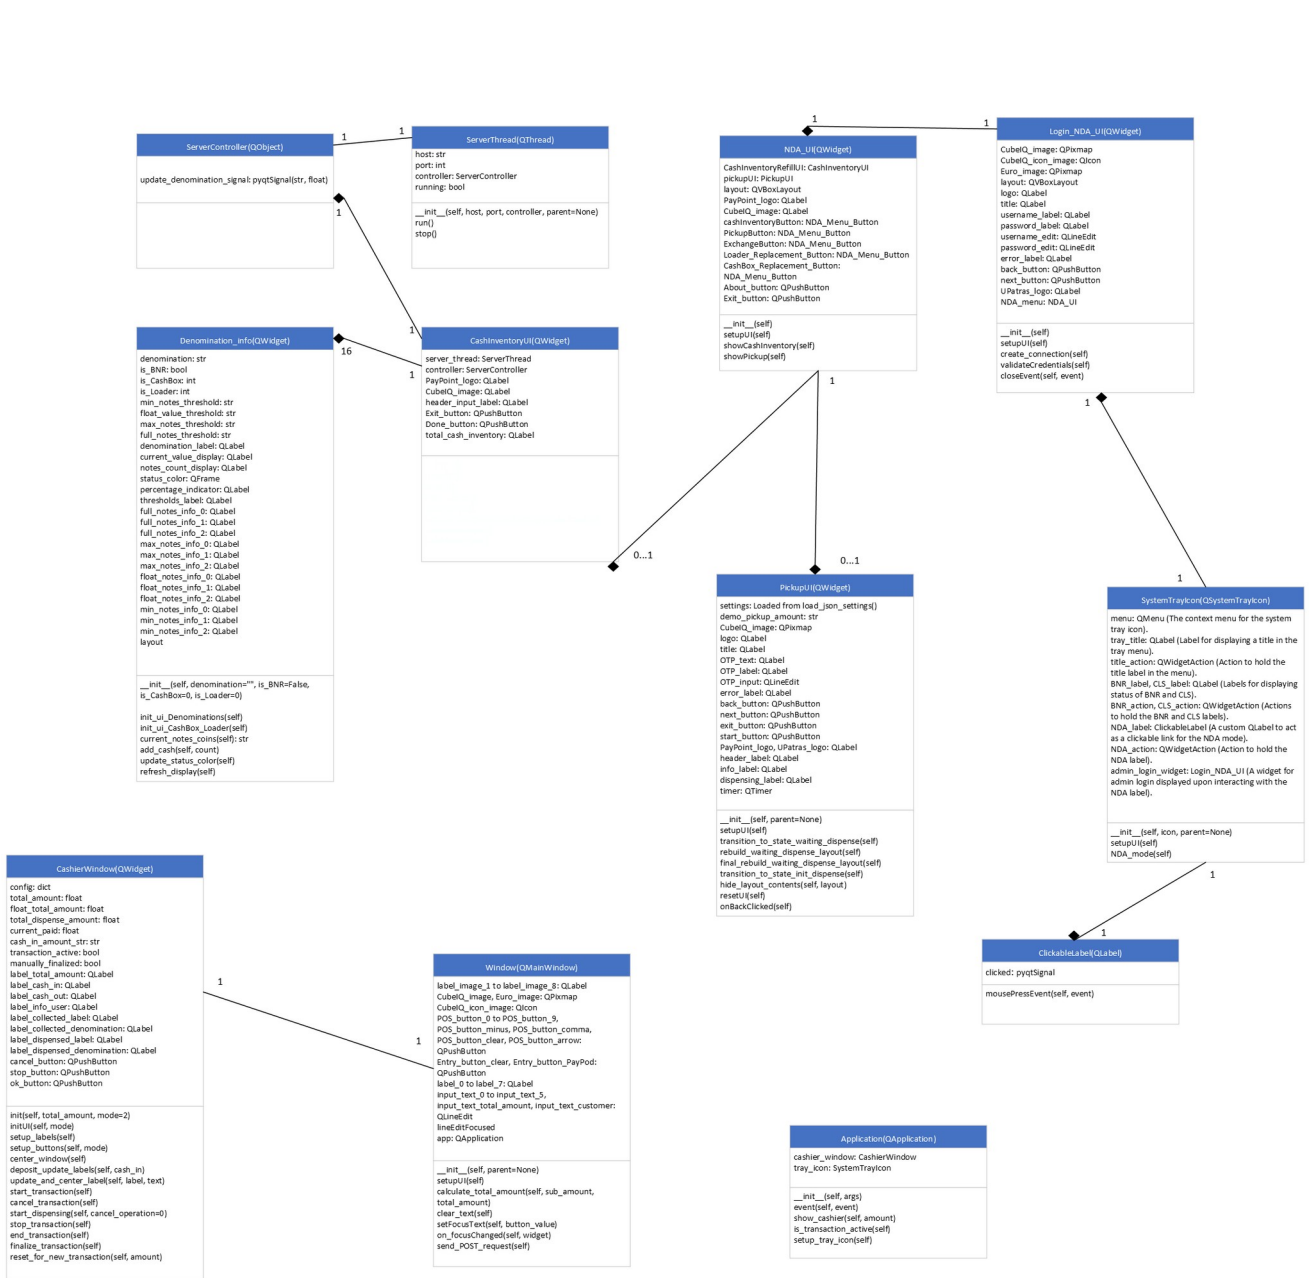 ServerController(QObject)
update_denomination_signal: pyqtSignal(str, float)
1
1
ServerThread(QThread)
host: str
port: int
controller: ServerController
running: bool
__init__(self, host, port, controller, parent=None)
run()
stop()
1
1
NDA_UI(QWidget)
CashInventoryRefillUI: CashInventoryUI
pickupUI: PickupUI
layout: QVBoxLayout
PayPoint_logo: QLabel
CubeIQ_image: QLabel
cashInventoryButton: NDA_Menu_Button
PickupButton: NDA_Menu_Button
ExchangeButton: NDA_Menu_Button
Loader_Replacement_Button: NDA_Menu_Button
CashBox_Replacement_Button:
NDA_Menu_Button
About_button: QPushButton
Exit_button: QPushButton
__init__(self)
setupUI(self)
showCashInventory(self)
showPickup(self)
1
1
Login_NDA_UI(QWidget)
CubeIQ_image: QPixmap
CubeIQ_icon_image: QIcon
Euro_image: QPixmap
layout: QVBoxLayout
logo: QLabel
title: QLabel
username_label: QLabel
password_label: QLabel
username_edit: QLineEdit
password_edit: QLineEdit
error_label: QLabel
back_button: QPushButton
next_button: QPushButton
UPatras_logo: QLabel
NDA_menu: NDA_UI
__init__(self)
setupUI(self)
create_connection(self)
validateCredentials(self)
closeEvent(self, event)
Denomination_Info(QWidget)
denomination: str
is_BNR: bool
is_CashBox: int
is_Loader: int
min_notes_threshold: str
float_value_threshold: str
max_notes_threshold: str
full_notes_threshold: str
denomination_label: QLabel
current_value_display: QLabel
notes_count_display: QLabel
status_color: QFrame
percentage_indicator: QLabel
thresholds_label: QLabel
full_notes_info_0: QLabel
full_notes_info_1: QLabel
full_notes_info_2: QLabel
max_notes_info_0: QLabel
max_notes_info_1: QLabel
max_notes_info_2: QLabel
float_notes_info_0: QLabel
float_notes_info_1: QLabel
float_notes_info_2: QLabel
min_notes_info_0: QLabel
min_notes_info_1: QLabel
min_notes_info_2: QLabel
layout
__init__(self, denomination="", is_BNR=False,
is_CashBox=0, is_Loader=0)
init_ui_Denominations(self)
init_ui_CashBox_Loader(self)
current_notes_coins(self): str
add_cash(self, count)
update_status_color(self)
refresh_display(self)
16
1
1
CashInventoryUI(QWidget)
server_thread: ServerThread
controller: ServerController
PayPoint_logo: QLabel
CubeIQ_image: QLabel
header_input_label: QLabel
Exit_button: QPushButton
Done_button: QPushButton
total_cash_inventory: QLabel
0...1
1
0...1
PickupUI(QWidget)
settings: Loaded from load_json_settings()
demo_pickup_amount: str
CubeIQ_image: QPixmap
logo: QLabel
title: QLabel
OTP_text: QLabel
OTP_label: QLabel
OTP_input: QLineEdit
error_label: QLabel
back_button: QPushButton
next_button: QPushButton
exit_button: QPushButton
start_button: QPushButton
PayPoint_logo, UPatras_logo: QLabel
header_label: QLabel
info_label: QLabel
dispensing_label: QLabel
timer: QTimer
__init__(self, parent=None)
setupUI(self)
transition_to_state_waiting_dispense(self)
rebuild_waiting_dispense_layout(self)
final_rebuild_waiting_dispense_layout(self)
transition_to_state_init_dispense(self)
hide_layout_contents(self, layout)
resetUI(self)
onBackClicked(self)
1
1
SystemTrayIcon(QSystemTrayIcon)
menu: QMenu (The context menu for the system
tray icon).
tray_title: QLabel (Label for displaying a title in the
tray menu).
title_action: QWidgetAction (Action to hold the
title label in the menu).
BNR_label, CLS_label: QLabel (Labels for displaying
status of BNR and CLS).
BNR_action, CLS_action: QWidgetAction (Actions
to hold the BNR and CLS labels).
NDA_label: ClickableLabel (A custom QLabel to act
as a clickable link for the NDA mode).
NDA_action: QWidgetAction (Action to hold the
NDA label).
admin_login_widget: Login_NDA_UI (A widget for
admin login displayed upon interacting with the
NDA label).
__init__(self, icon, parent=None)
setupUI(self)
NDA_mode(self)
1
1
ClickableLabel(QLabel)
clicked: pyqtSignal
mousePressEvent(self, event)
CashierWindow(QWidget)
config: dict
total_amount: float
float_total_amount: float
total_dispense_amount: float
current_paid: float
cash_in_amount_str: str
transaction_active: bool
manually_finalized: bool
label_total_amount: QLabel
label_cash_in: QLabel
label_cash_out: QLabel
label_info_user: QLabel
label_collected_label: QLabel
label_collected_denomination: QLabel
label_dispensed_label: QLabel
label_dispensed_denomination: QLabel
cancel_button: QPushButton
stop_button: QPushButton
ok_button: QPushButton
init(self, total_amount, mode=2)
initUI(self, mode)
setup_labels(self)
setup_buttons(self, mode)
center_window(self)
deposit_update_labels(self, cash_in)
update_and_center_label(self, label, text)
start_transaction(self)
cancel_transaction(self)
start_dispensing(self, cancel_operation=0)
stop_transaction(self)
end_transaction(self)
finalize_transaction(self)
reset_for_new_transaction(self, amount)
1
1
Window(QMainWindow)
label_image_1 to label_image_8: QLabel
CubeIQ_image, Euro_image: QPixmap
CubeIQ_icon_image: QIcon
POS_button_0 to POS_button_9,
POS_button_minus, POS_button_comma,
POS_button_clear, POS_button_arrow:
QPushButton
Entry_button_clear, Entry_button_PayPod:
QPushButton
label_0 to label_7: QLabel
input_text_0 to input_text_5,
input_text_total_amount, input_text_customer:
QLineEdit
lineEditFocused
app: QApplication
__init__(self, parent=None)
setupUI(self)
calculate_total_amount(self, sub_amount,
total_amount)
clear_text(self)
setFocusText(self, button_value)
on_focusChanged(self, widget)
send_POST_request(self)
Application(QApplication)
cashier_window: CashierWindow
tray_icon: SystemTrayIcon
__init__(self, args)
event(self, event)
show_cashier(self, amount)
is_transaction_active(self)
setup_tray_icon(self)